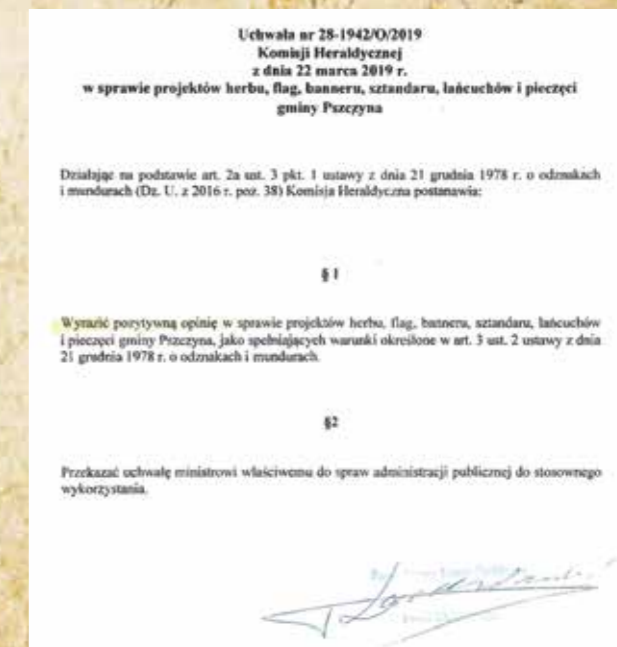 Uchwała nr 28-1942/O/2019
Komisji Heraldycznej
z dnia 22 marca 2019 r.
w sprawie projektów herbu, flag, banneru, sztandaru, łańcuchów i pieczęci
gminy Pszczyna
Działając na podstawie art. 2a ust. 3 pkt. 1 ustawy z dnia 21 grudnia 1978 r. o odznakach
i mundurach (Dz. U. z 2016 r. poz. 38) Komisja Heraldyczna postanawia:
§ 1
Wyrazić pozytywną opinię w sprawie projektów herbu, flag, banneru, sztandaru, łańcuchów
i pieczęci gminy Pszczyna, jako spełniających warunki określone w art. 3 ust. 2 ustawy z dnia
21 grudnia 1978 r. o odznakach i mundurach.
§2
Przekazać uchwałę ministrowi właściwemu do spraw administracji publicznej do stosownego
wykorzystania.